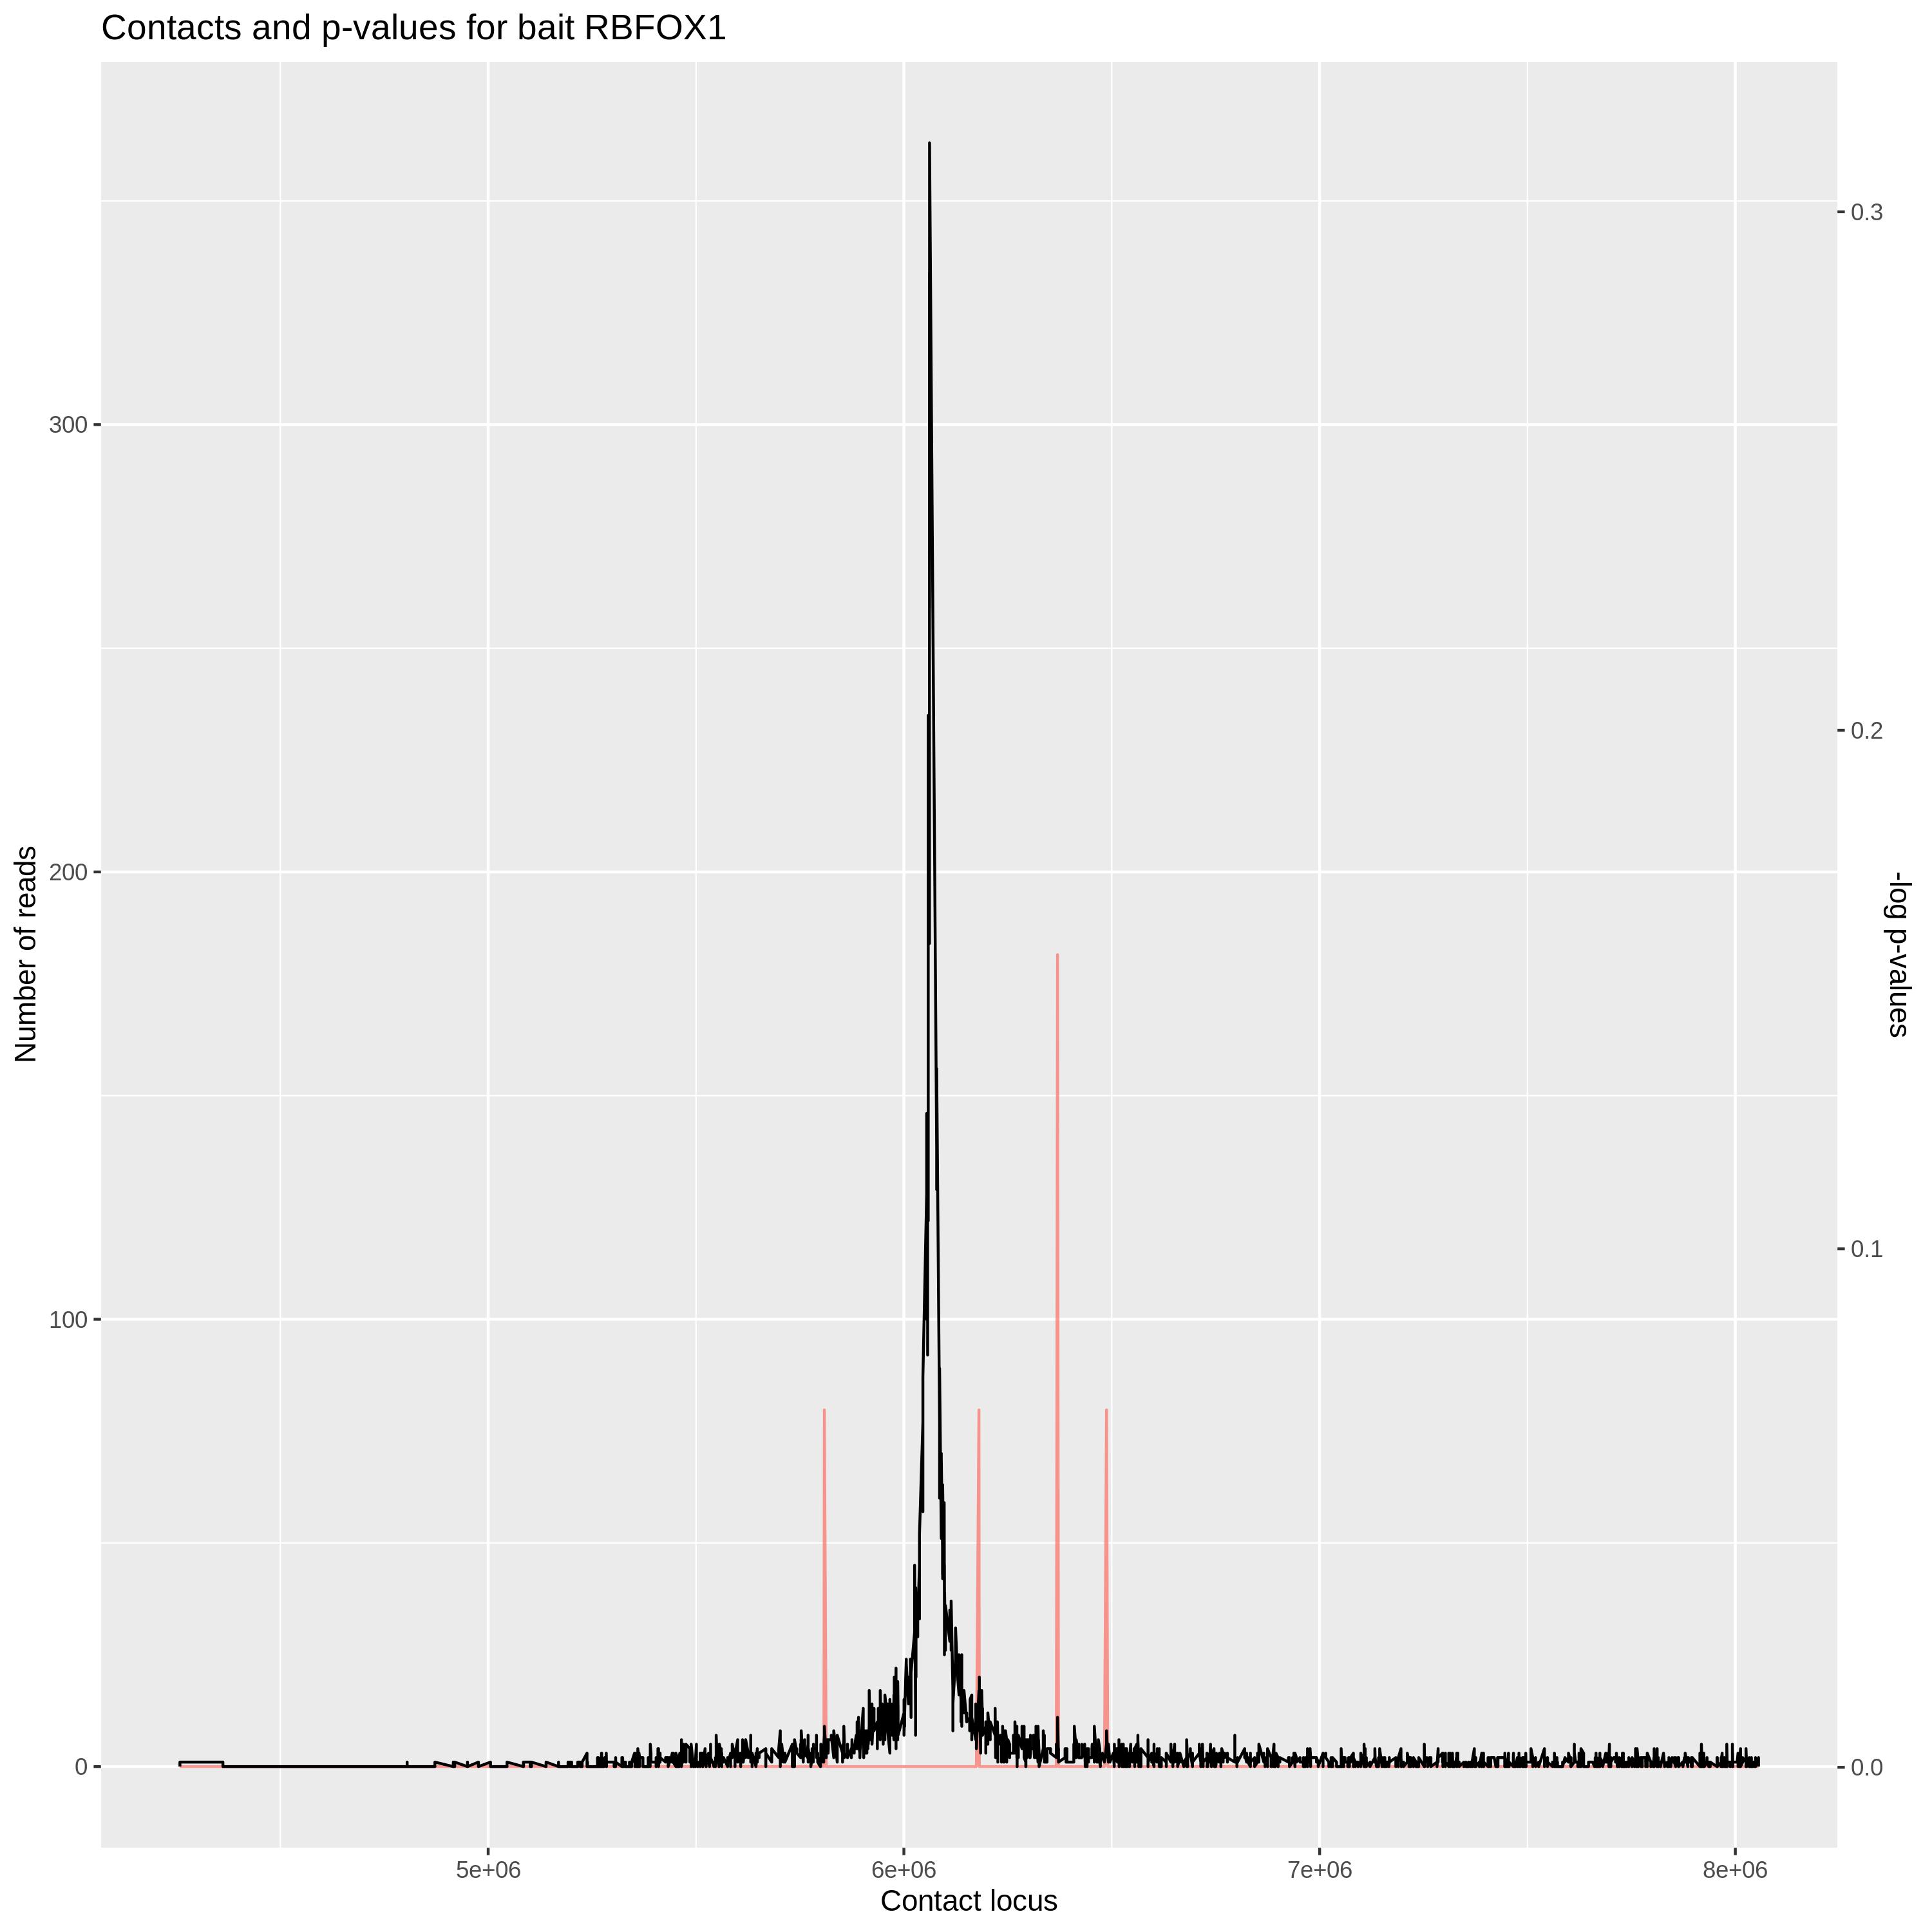 Contacts and p-values for bait RBFOX1
Number of reads
300
200
100
0
0.3
0.2
0.1
0.0
-log p-values
5e+06
6e+06
7e+06
8e+06
Contact locus